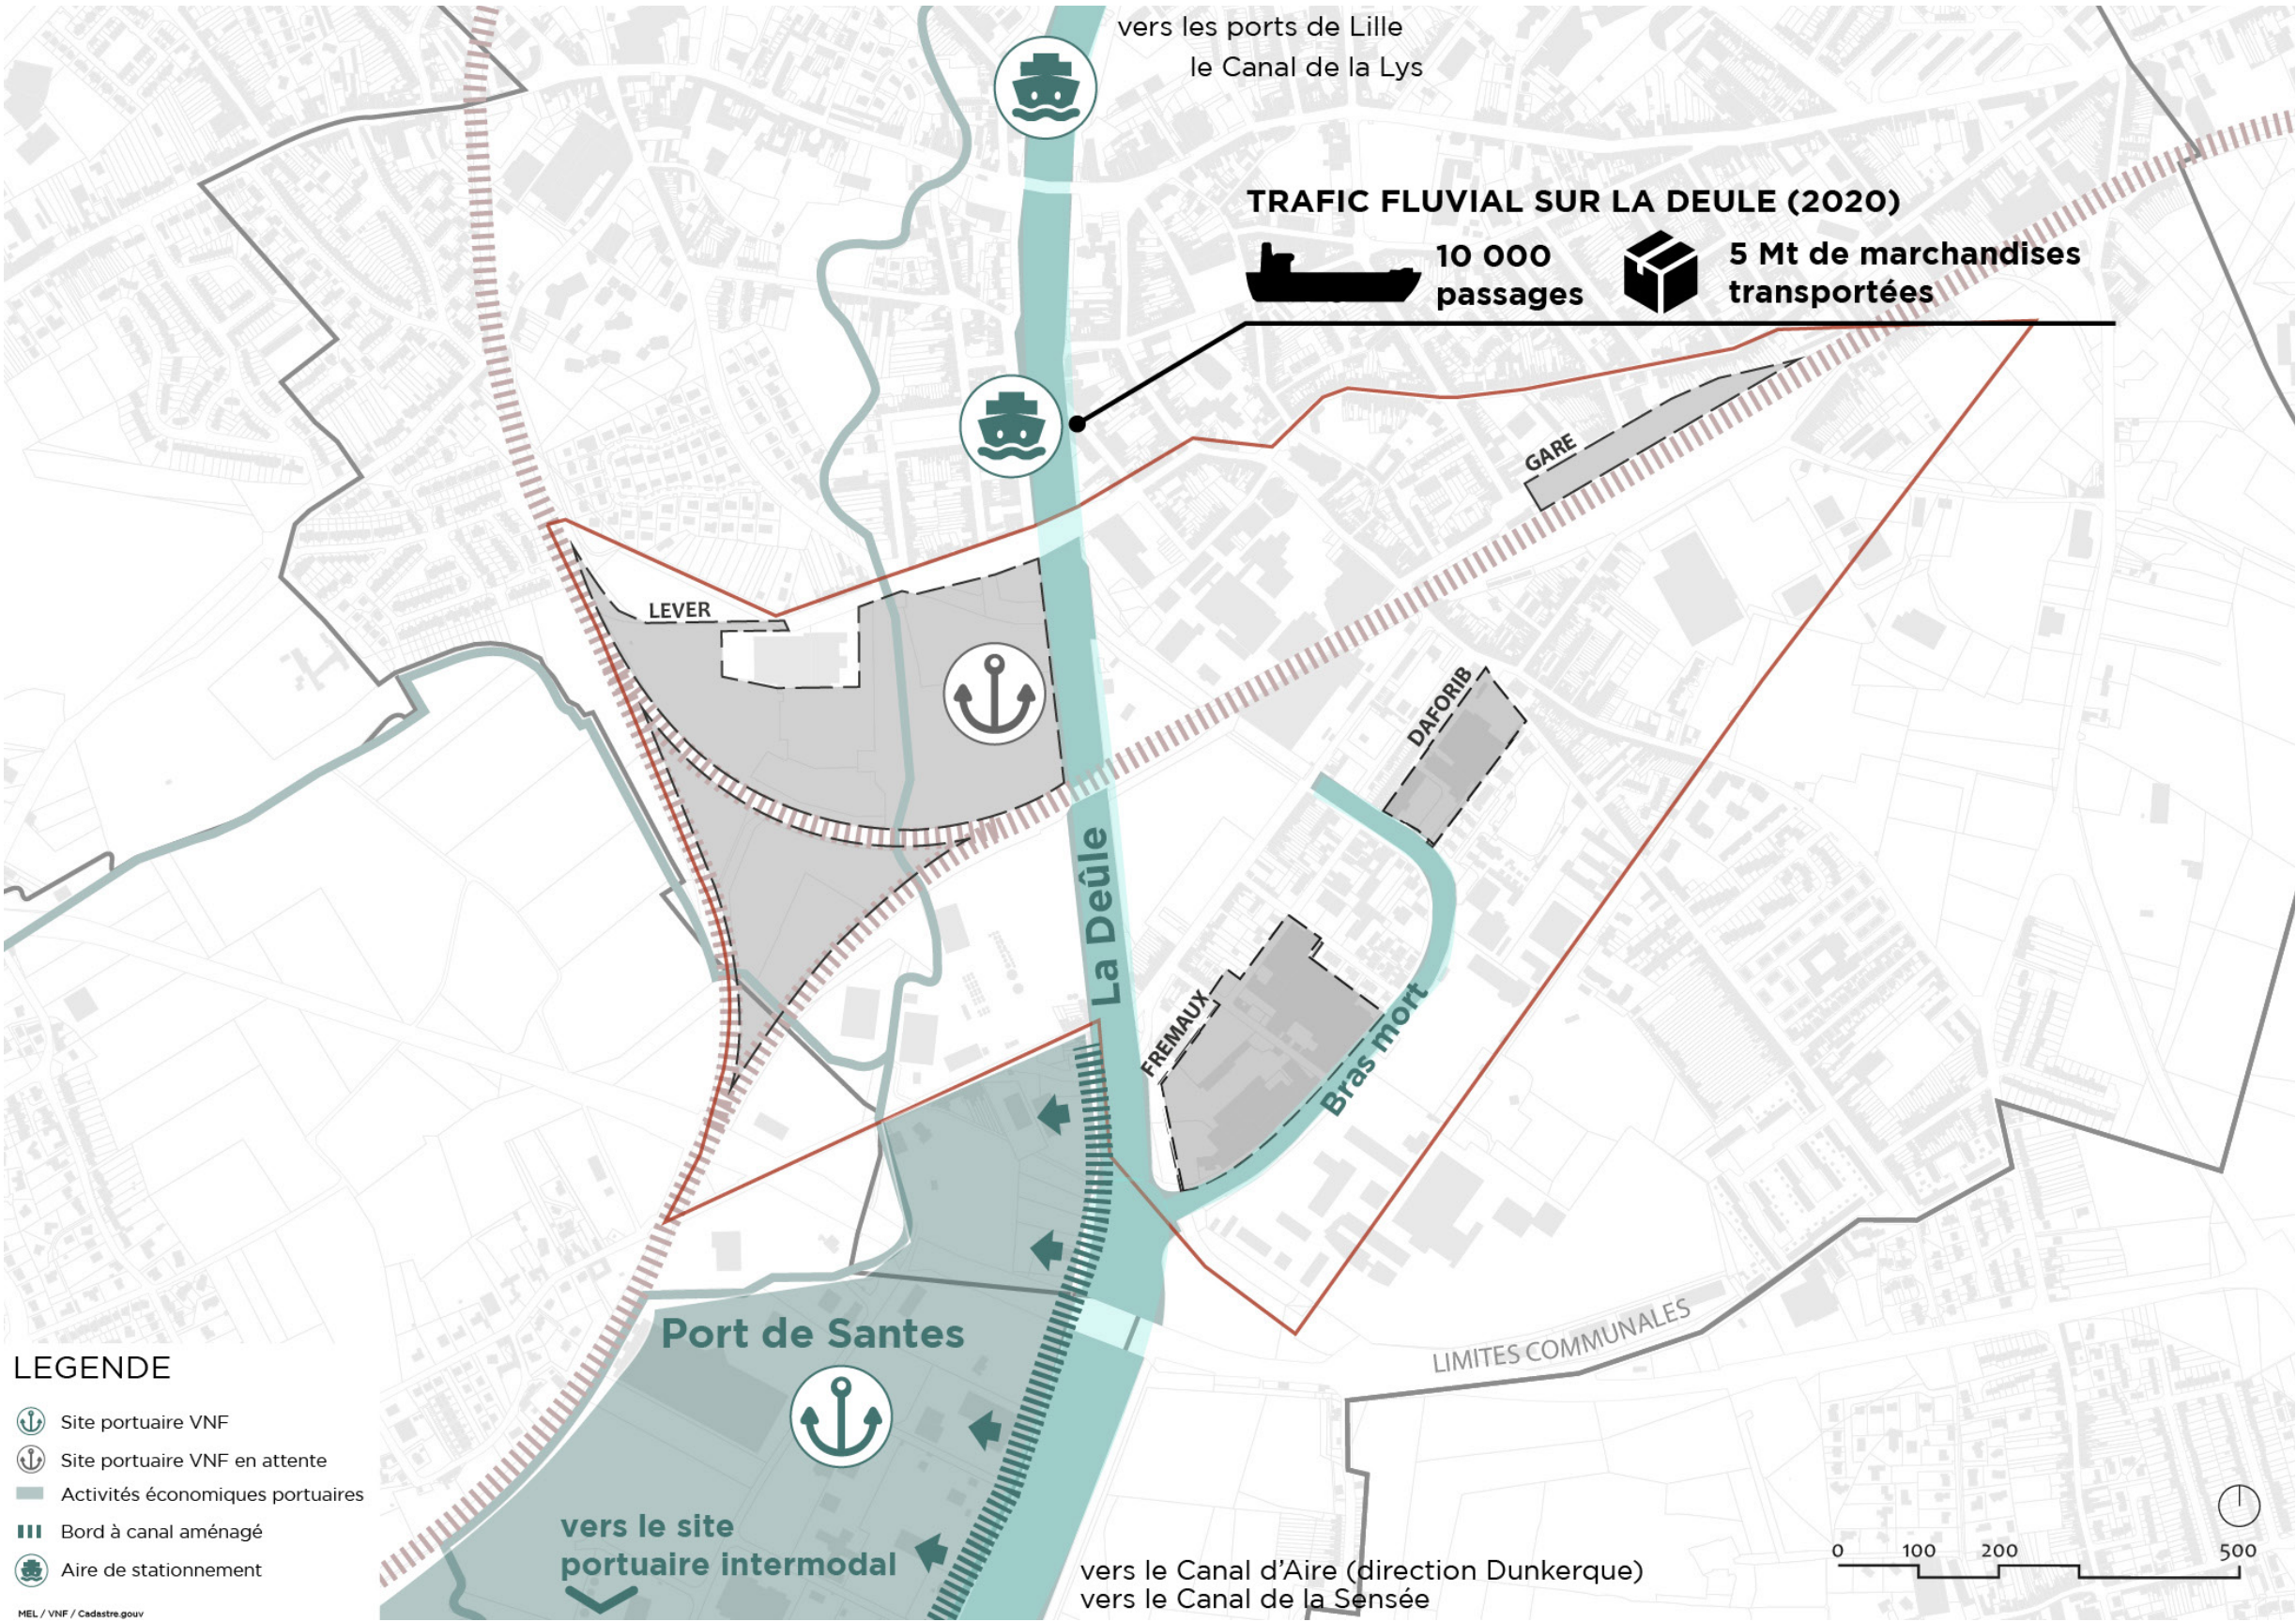 vers les ports de Lille
le Canal de la Lys
TRAFIC FLUVIAL SUR LA DEULE (2020)
10 000
passages
5 Mt de marchandises
transportées
GARE
LEVER
DAFORIB
La Deûle
FREMAUX
Bras mort
Port de Santes
LIMITES COMMUNALES
vers le site
portuaire intermodal
vers le Canal d'Aire (direction Dunkerque)
vers le Canal de la Sensée
LEGENDE
Site portuaire VNF
Site portuaire VNF en attente
Activités économiques portuaires
Bord à canal aménagé
Aire de stationnement
MEL / VNF / Cadastre.gouv
0 100 200 500